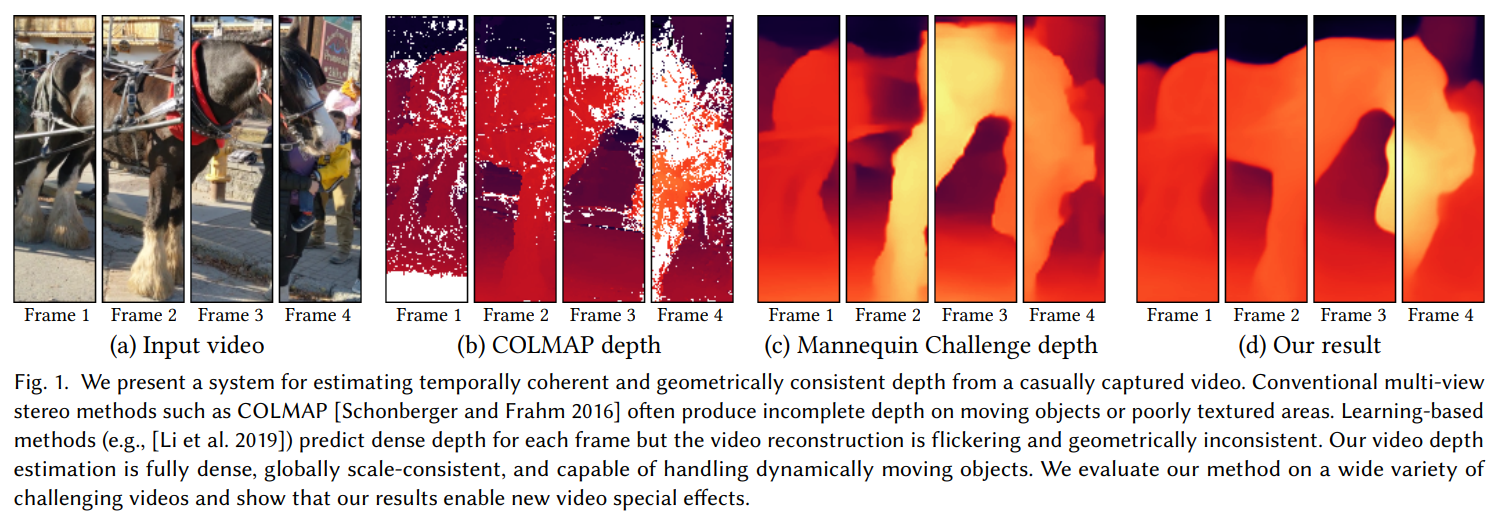 Frame 1 Frame 2 Frame 3 Frame 4
Frame 1 Frame 2 Frame 3 Frame 4
Frame 1 Frame 2 Frame 3 Frame 4
Frame 1 Frame 2 Frame 3 Frame 4
(a) Input video
(b) COLMAP depth
(c) Mannequin Challenge depth
(d) Our result
Fig. 1. We present a system for estimating temporally coherent and geometrically consistent depth from a casually captured video. Conventional multi-view
stereo methods such as COLMAP [Schonberger and Frahm 2016] often produce incomplete depth on moving objects or poorly textured areas. Learning-based
methods (e.g., [Li et al. 2019]) predict dense depth for each frame but the video reconstruction is flickering and geometrically inconsistent. Our video depth
estimation is fully dense, globally scale-consistent, and capable of handling dynamically moving objects. We evaluate our method on a wide variety of
challenging videos and show that our results enable new video special effects.